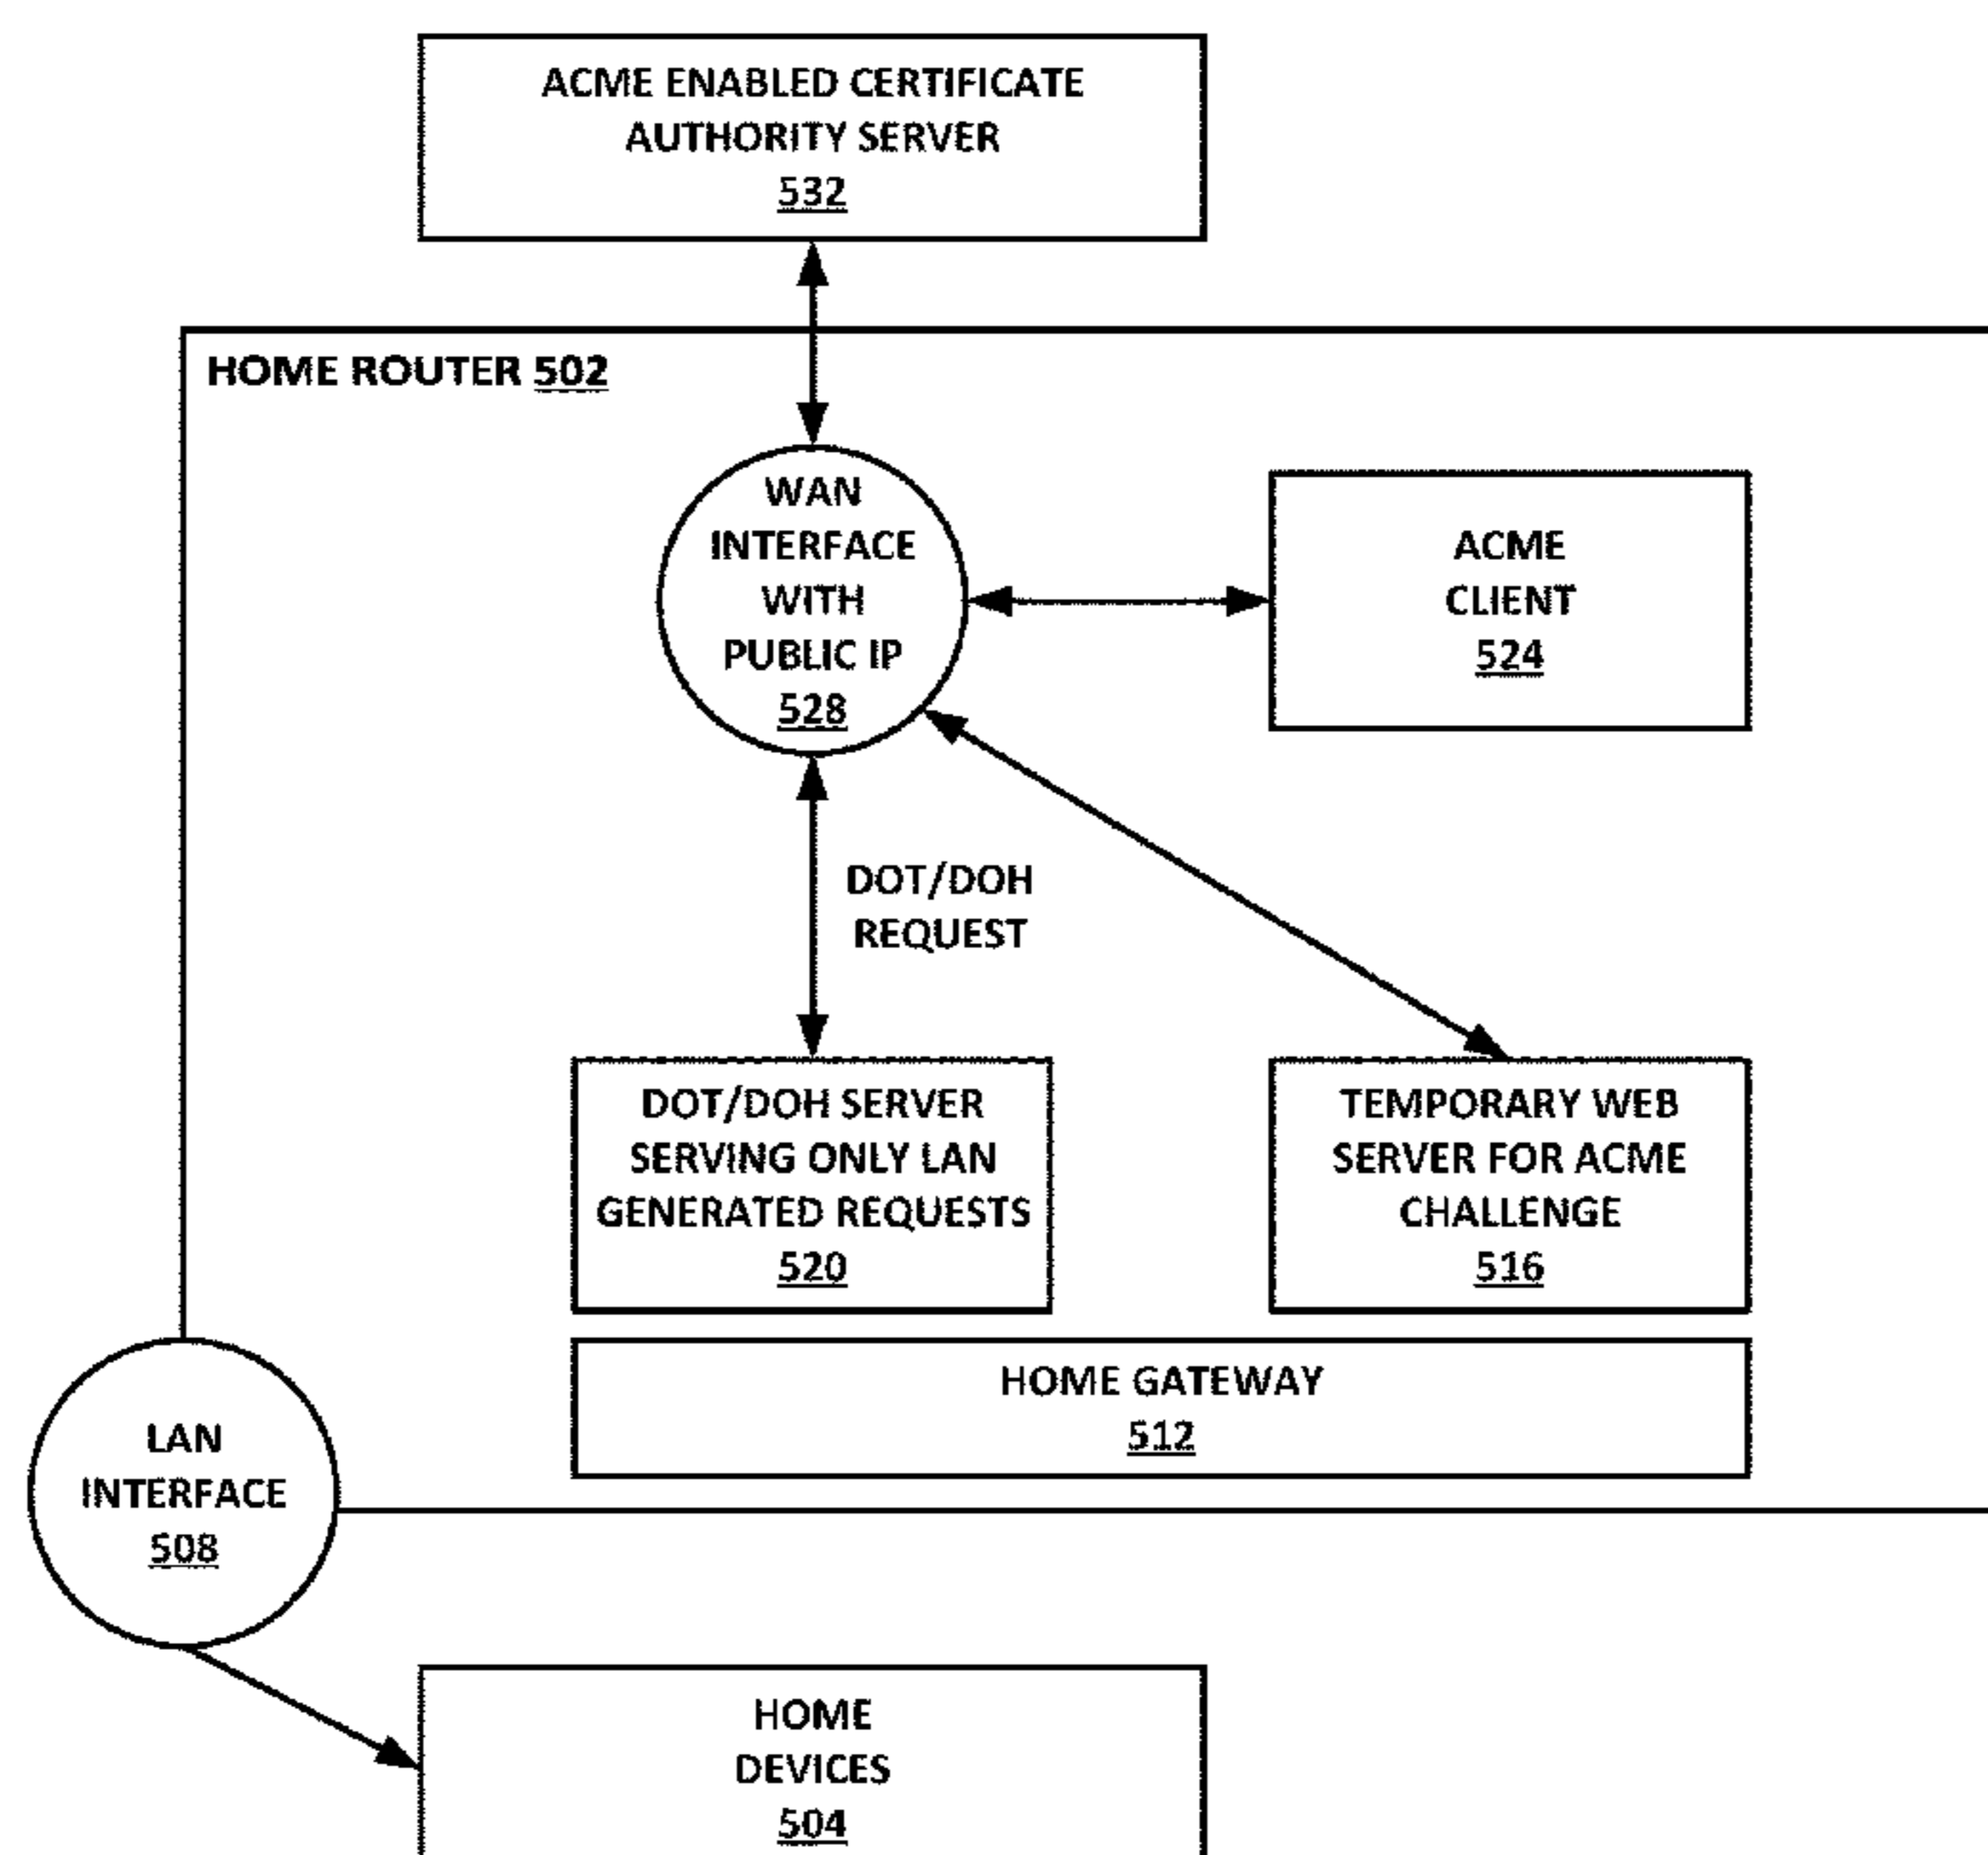 ACME ENABLED CERTIFICATE
AUTHORITY SERVER
532
HOME ROUTER 502
WAN
INTERFACE
WITH
PUBLIC IP
528
ACME
CLIENT
524
DOT/DOH
REQUEST
DOT/DOH SERVER
SERVING ONLY LAN
GENERATED REQUESTS
520
TEMPORARY WEB
SERVER FOR ACME
CHALLENGE
516
HOME GATEWAY
512
LAN
INTERFACE
508
HOME
DEVICES
504